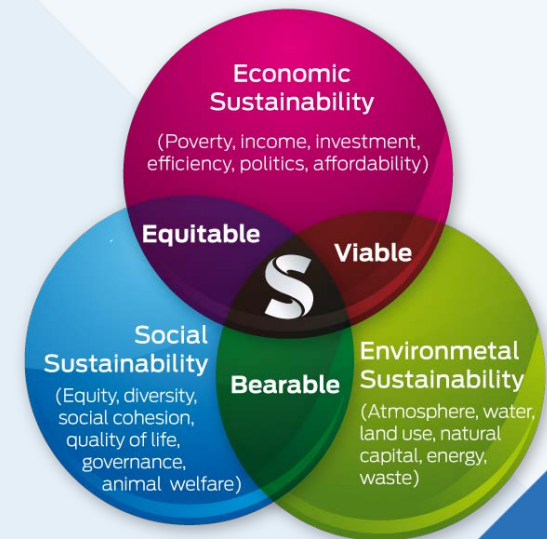 Economic
Sustainability
(Poverty, income, investment,
efficiency, politics, affordability)
Equitable
Viable
S
Social
Sustainability
(Equity, diversity,
social cohesion,
quality of life,
governance,
animal welfare)
Bearable
Environmetal
Sustainability
(Atmosphere, water,
land use, natural
capital, energy,
waste)